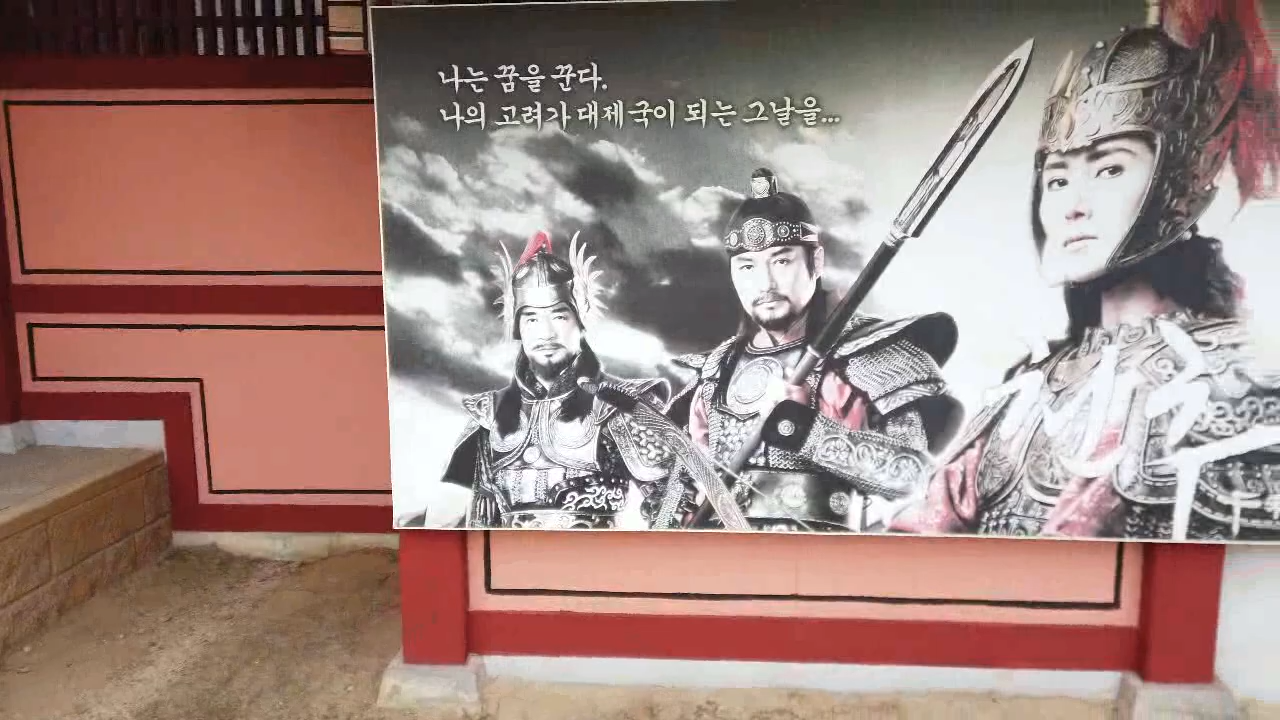 나는 꿈을 꾼다.
나의 고려가 대제국이 되는 그날을...